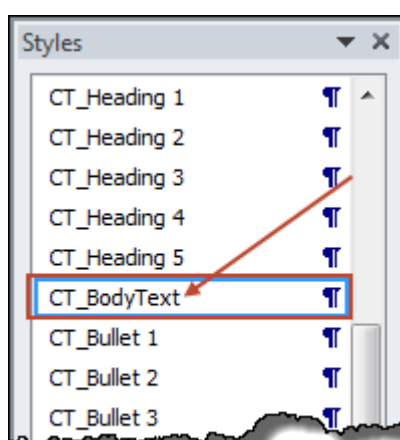 Styles
CT_Heading 1 ¶
CT_Heading 2 ¶
CT_Heading 3 ¶
CT_Heading 4 ¶
CT_Heading 5 ¶
CT_BodyText ¶
CT_Bullet 1 ¶
CT_Bullet 2 ¶
CT_Bullet 3 ¶